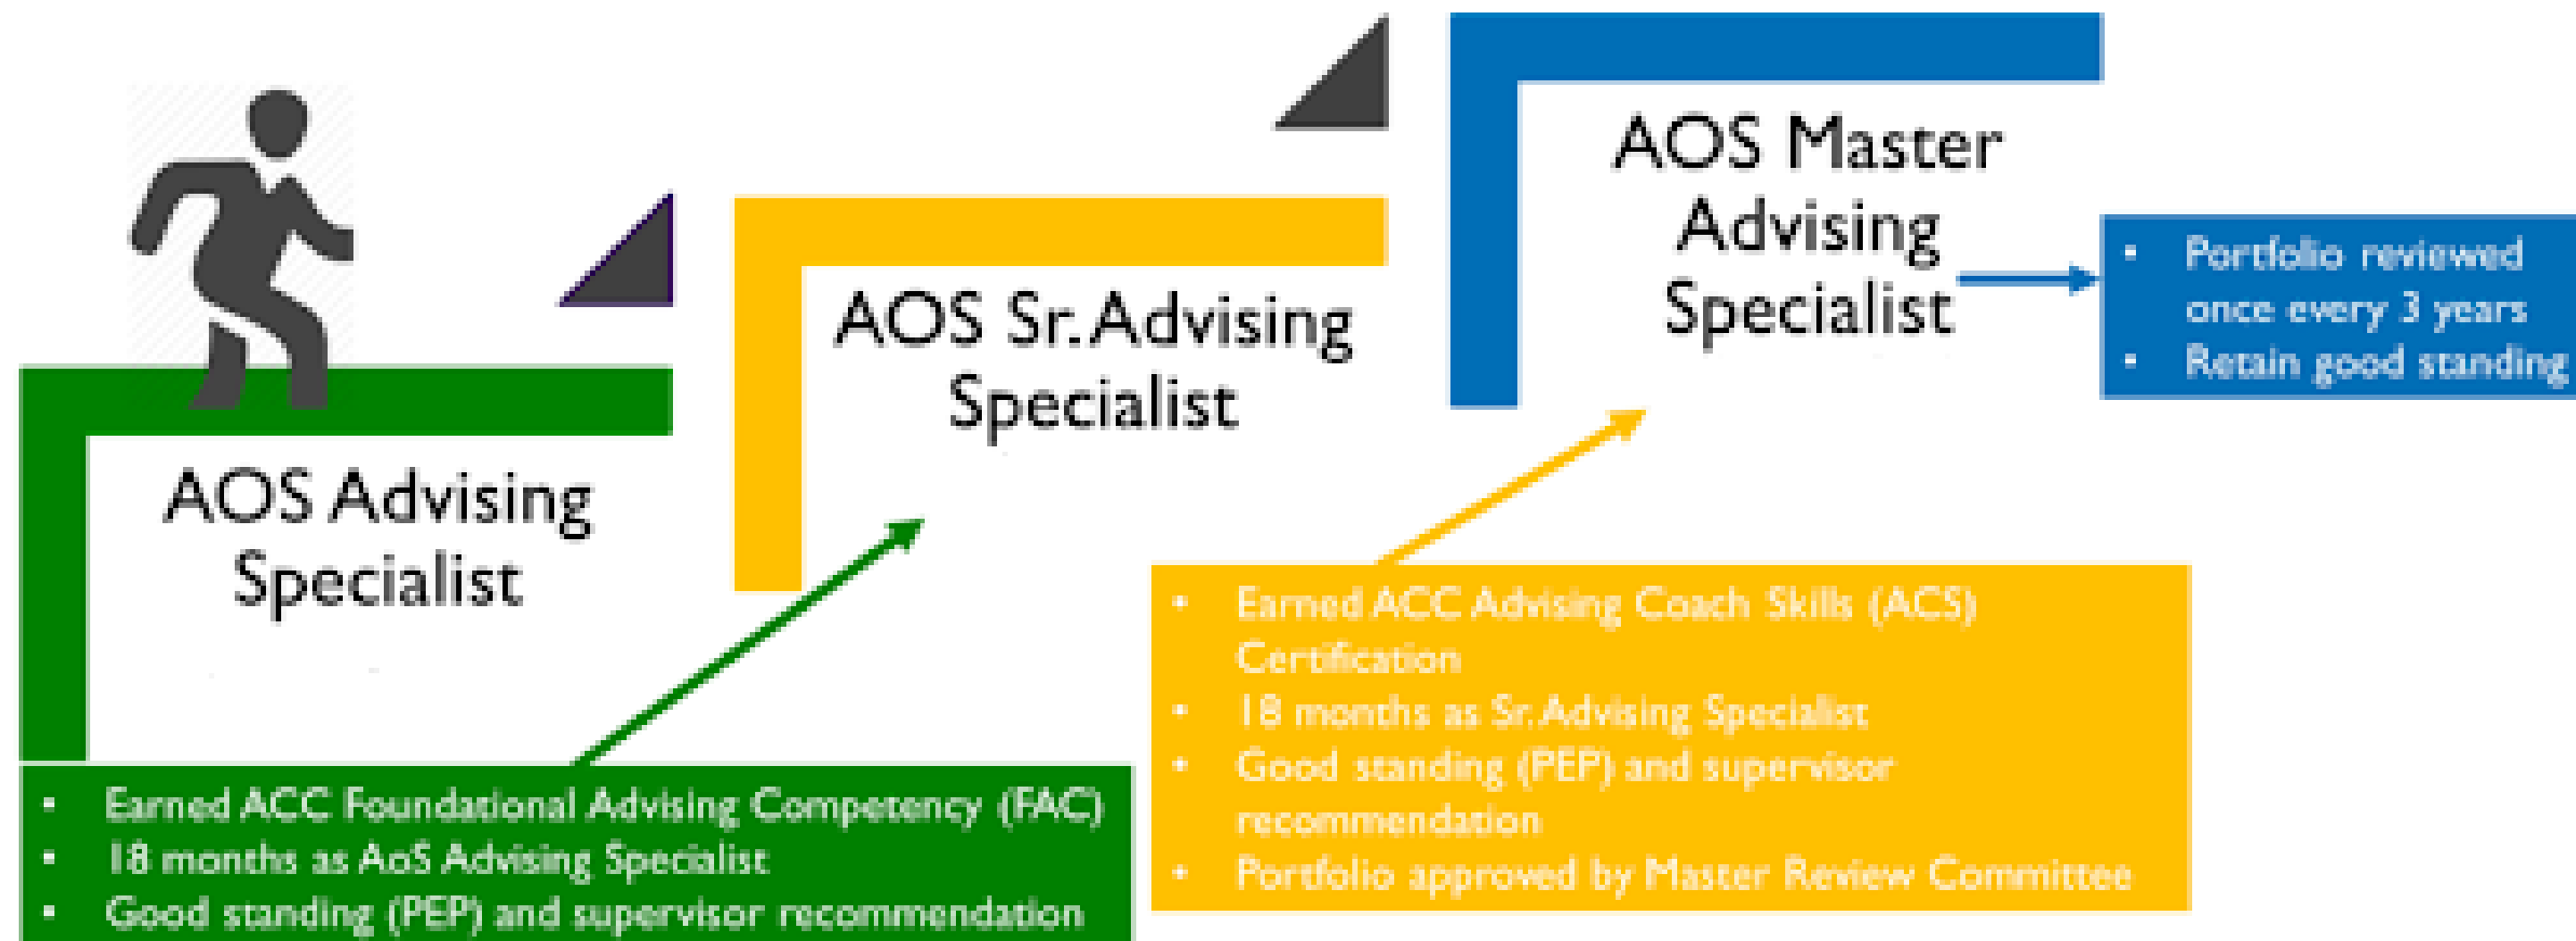 AOS Advising
Specialist
• Earned ACC Foundational Advising Competency (FAC)
• 18 months as AoS Advising Specialist
• Good standing (PEP) and supervisor recommendation
AOS Sr. Advising
Specialist
• Earned ACC Advising Coach Skills (ACS)
Certification
• 18 months as Sr. Advising Specialist
• Good standing (PEP) and supervisor
recommendation
• Portfolio approved by Master Review Committee
AOS Master
Advising
Specialist
• Portfolio reviewed
once every 3 years
• Retain good standing